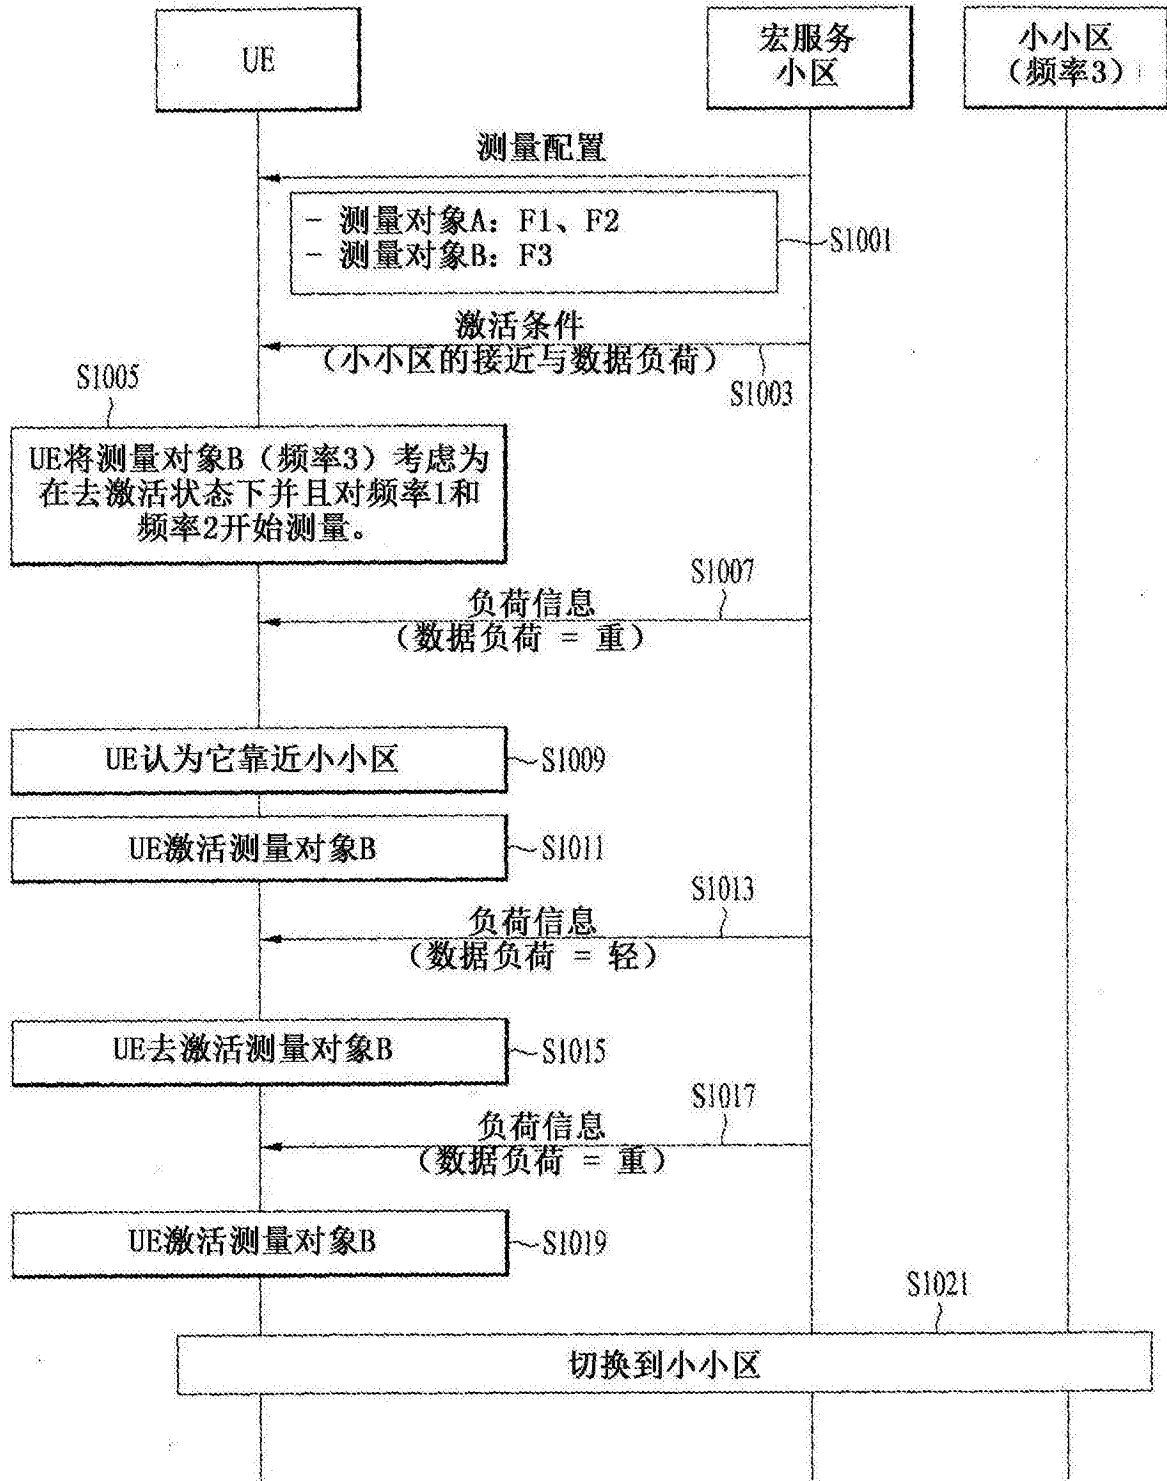 UE
宏服务
小区
小小区
（频率3）
测量配置
- 测量对象A：F1、F2
- 测量对象B：F3
S1001
激活条件
（小小区的接近与数据负荷）
S1003
S1005
UE将测量对象B（频率3）考虑为
在去激活状态下并且对频率1和
频率2开始测量。
S1007
负荷信息
（数据负荷 = 重）
UE认为它靠近小小区
S1009
UE激活测量对象B
S1011
S1013
负荷信息
（数据负荷 = 轻）
UE去激活测量对象B
S1015
S1017
负荷信息
（数据负荷 = 重）
UE激活测量对象B
S1019
S1021
切换到小小区